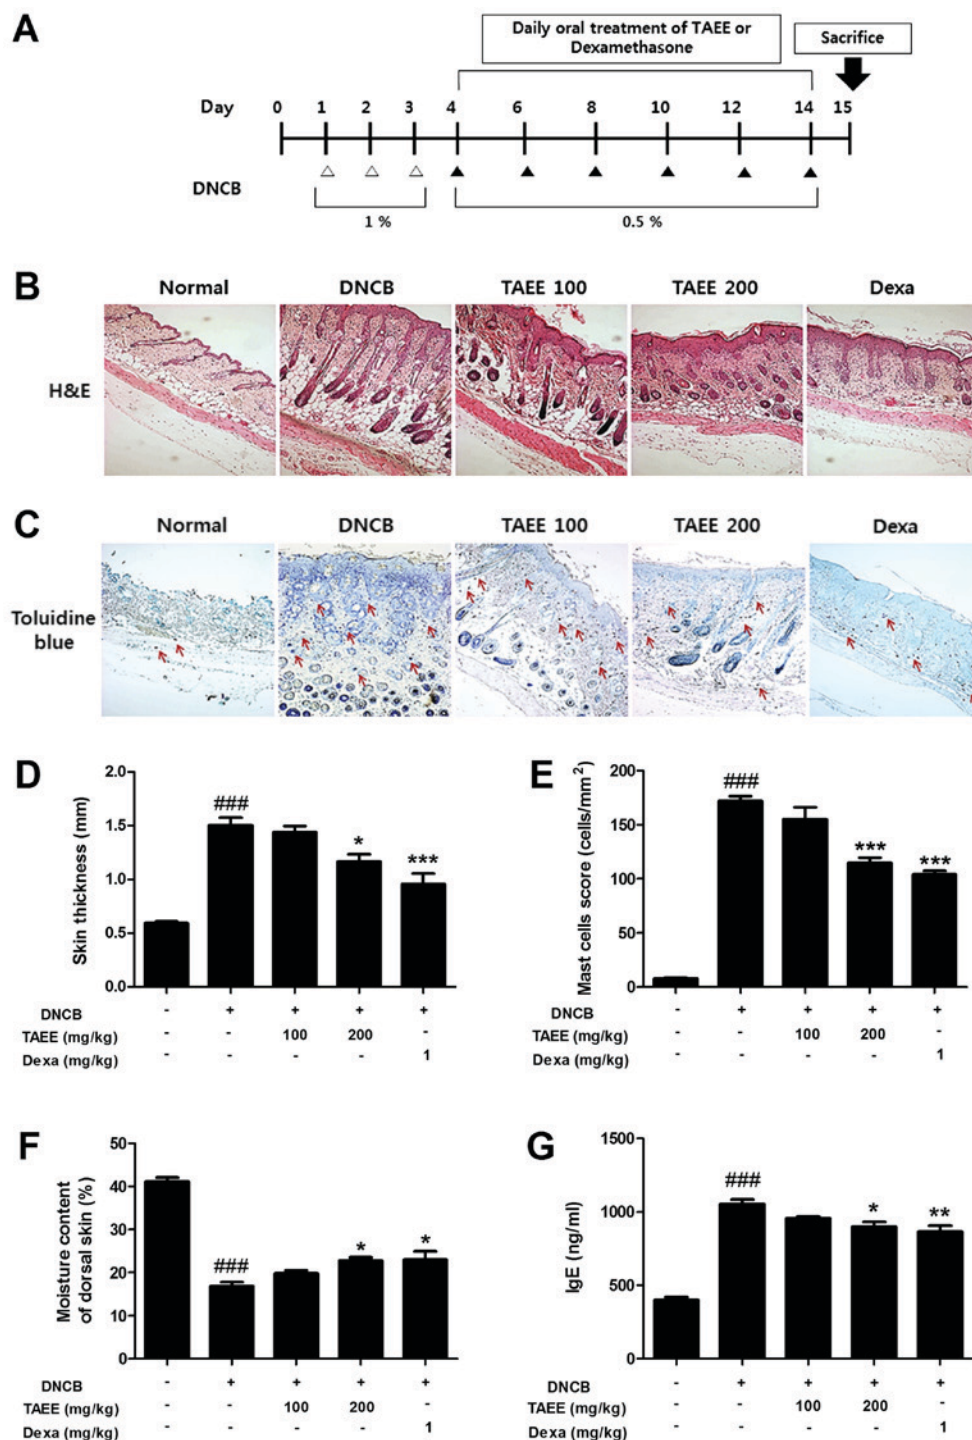 A
Daily oral treatment of TAEE or
Dexamethasone
Sacrifice
Day 0 1 2 3 4 6 8 10 12 14 15
DNCB
1 % 0.5 %
B
Normal DNCB TAEE 100 TAEE 200 Dexa
H&E
C
Normal DNCB TAEE 100 TAEE 200 Dexa
Toluidine
blue
D
Skin thickness (mm)
2.0
1.5
1.0
0.5
0.0
### * ***
DNCB - + + + +
TAEE (mg/kg) - - 100 200 -
Dexa (mg/kg) - - - - 1
E
Mast cells score (cells/mm²)
200
150
100
50
0
### *** ***
DNCB - + + + +
TAEE (mg/kg) - - 100 200 -
Dexa (mg/kg) - - - - 1
F
Moisture content
of dorsal skin (%)
50
40
30
20
10
0
### * *
DNCB - + + + +
TAEE (mg/kg) - - 100 200 -
Dexa (mg/kg) - - - - 1
G
IgE (ng/ml)
1500
1000
500
0
### * **
DNCB - + + + +
TAEE (mg/kg) - - 100 200 -
Dexa (mg/kg) - - - - 1